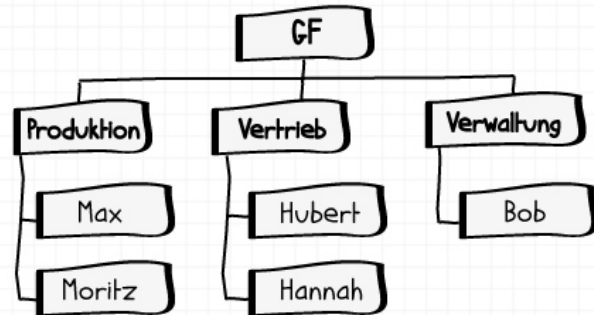 GF
Produktion
Vertrieb
Verwaltung
Max
Hubert
Bob
Moritz
Hannah